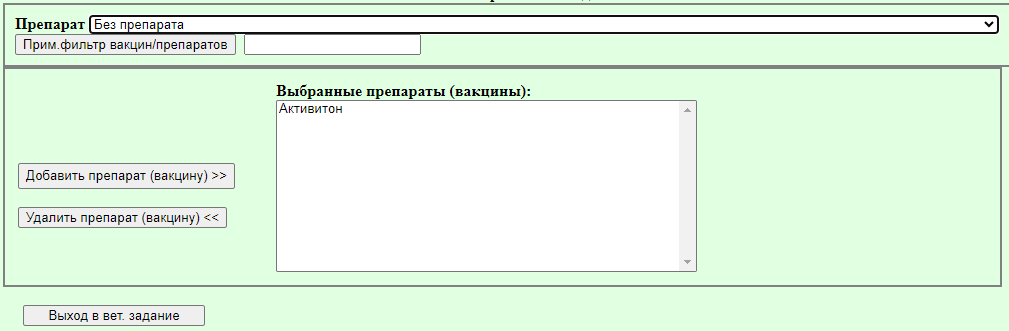 Препарат Без препарата
Прим.фильтр вакцин/препаратов
Выбранные препараты (вакцины):
Активитон
Добавить препарат (вакцину) >>
Удалить препарат (вакцину) <<
Выход в вет. задание